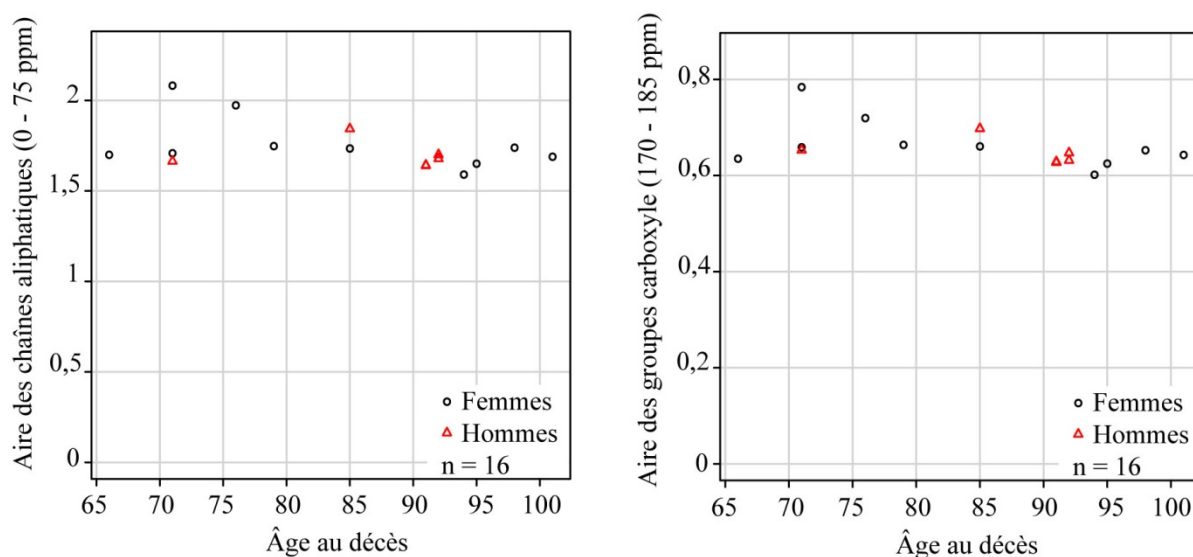 Aire des chaînes aliphatiques (0 - 75 ppm)
2
1,5
1
0,5
0
Femmes
Hommes
n = 16
65 70 75 80 85 90 95 100
Âge au décès
Aire des groupes carboxyle (170 - 185 ppm)
0,8
0,6
0,4
0,2
0
Femmes
Hommes
n = 16
65 70 75 80 85 90 95 100
Âge au décès